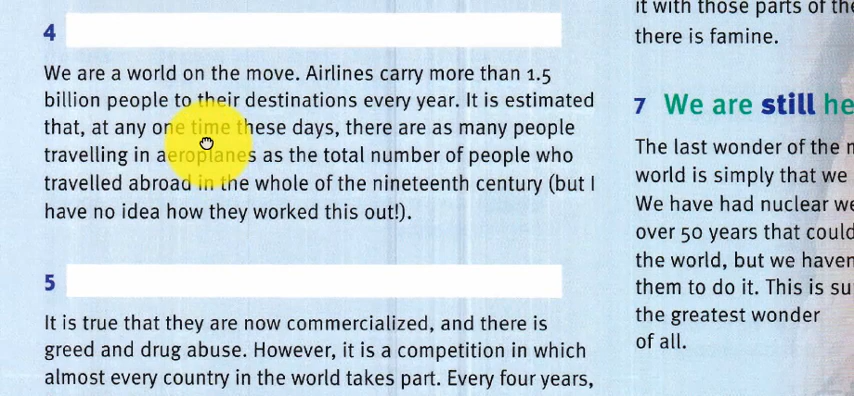 4
We are a world on the move. Airlines carry more than 1.5
billion people to their destinations every year. It is estimated
that, at any one time these days, there are as many people
travelling in aeroplanes as the total number of people who
travelled abroad in the whole of the nineteenth century (but I
have no idea how they worked this out!).
5
It is true that they are now commercialized, and there is
greed and drug abuse. However, it is a competition in which
almost every country in the world takes part. Every four years,
it with those parts of the
there is famine.
7 We are still he
The last wonder of the m
world is simply that we
We have had nuclear we
over 50 years that could
the world, but we haven
them to do it. This is su
the greatest wonder
of all.